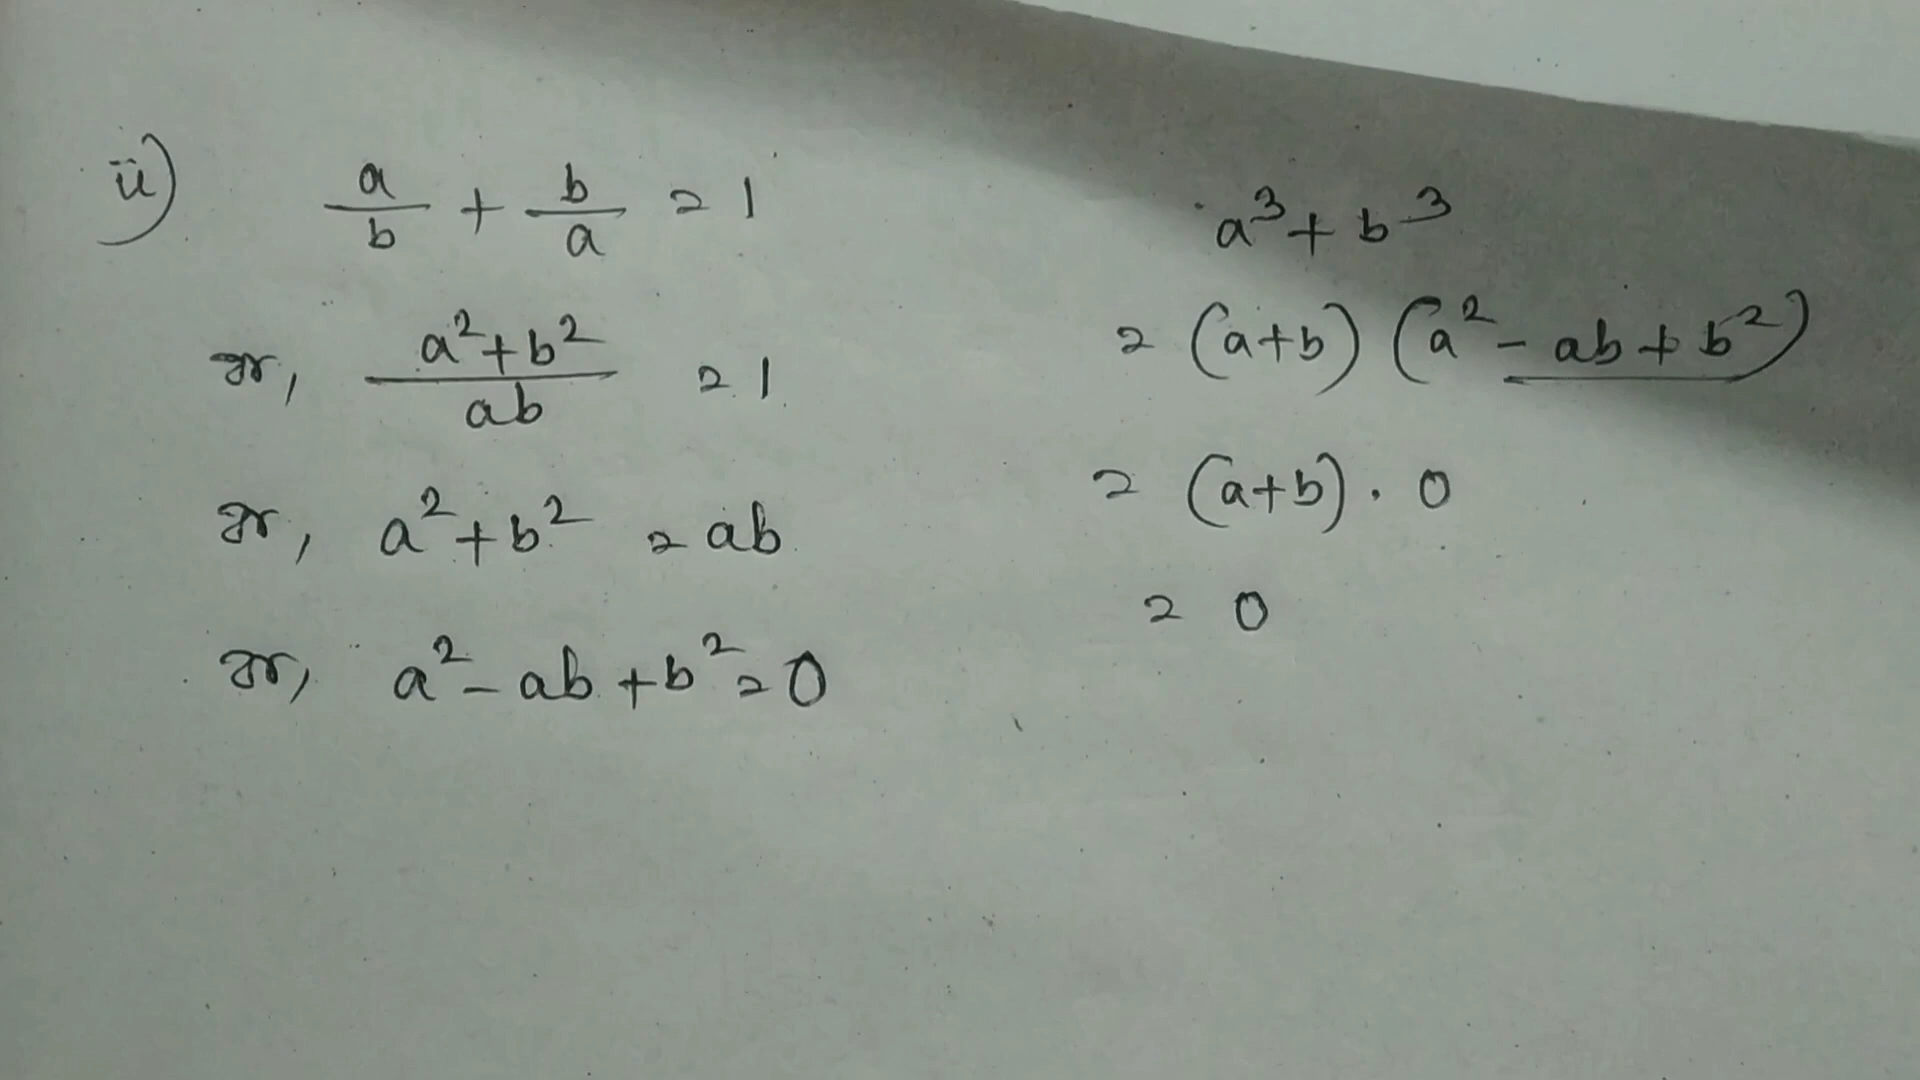 ii) a/b + b/a = 1
বা, (a²+b²)/ab = 1
বা, a²+b² = ab
বা, a²-ab+b² = 0
a³+b³
= (a+b) (a²-ab+b²)
= (a+b) . 0
= 0